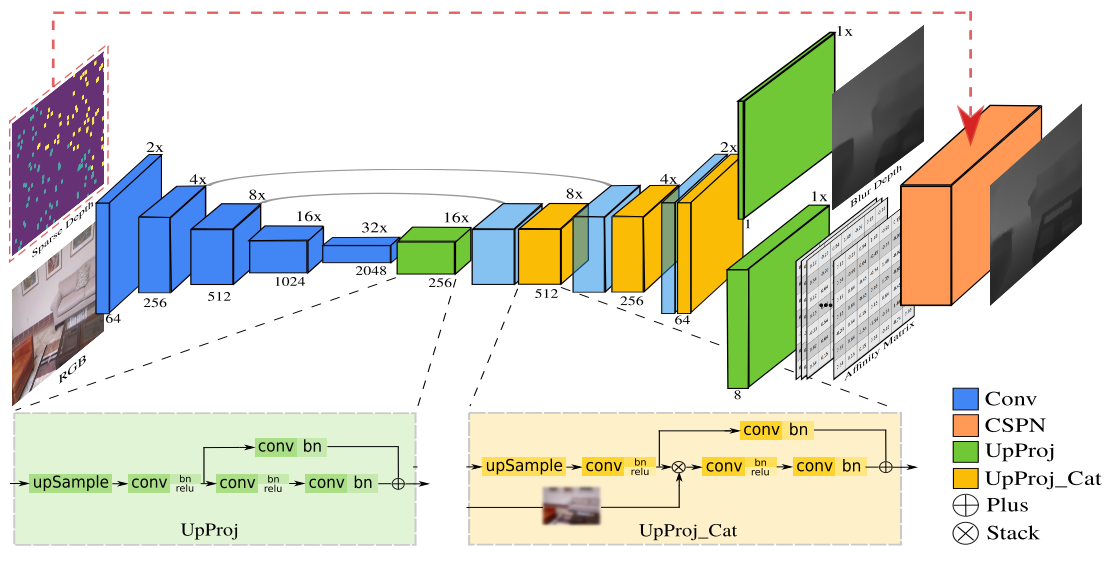 1x
2x
4x
8x
16x
32x
16x
8x
4x
2x
Sparse Depth
Blur Depth
1x
1
64
256
512
1024
2048
256
512
256
64
8
RGB
Affinity Matrix
Conv
CSPN
UpProj
UpProj_Cat
Plus
Stack
conv bn
upSample conv bn relu conv bn relu conv bn
UpProj
conv bn
upSample conv bn relu conv bn relu conv bn
UpProj_Cat